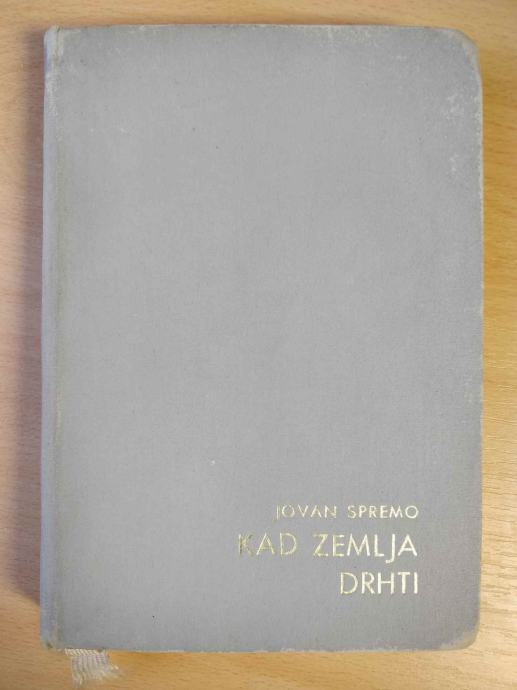 JOVAN SPREMO
KAD ZEMLJA
DRHTI